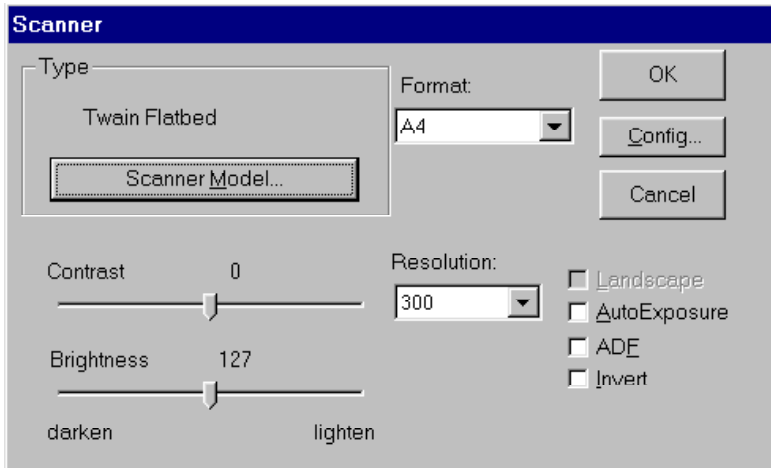 Scanner
Type
Twain Flatbed
Scanner Model...
Format:
A4
OK
Config...
Cancel
Contrast 0
Brightness 127
darken lighten
Resolution:
300
Landscape
AutoExposure
ADF
Invert